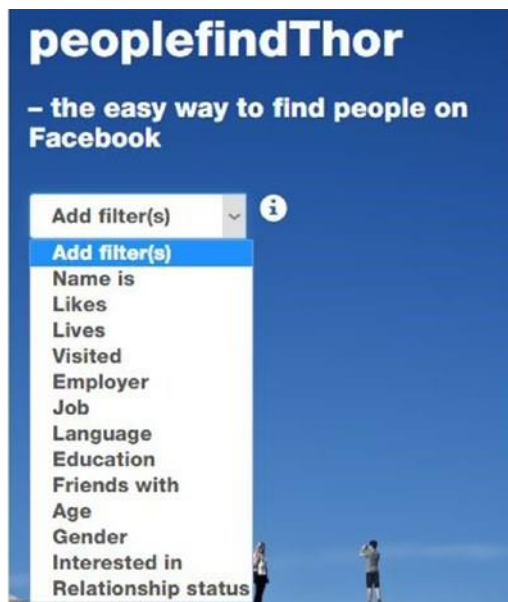 peoplefindThor
– the easy way to find people on
Facebook
Add filter(s)
Add filter(s)
Name is
Likes
Lives
Visited
Employer
Job
Language
Education
Friends with
Age
Gender
Interested in
Relationship status